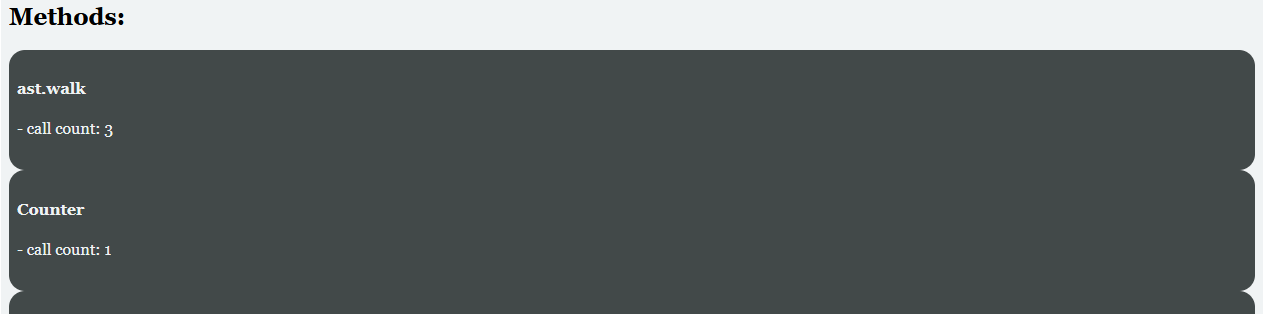 Methods:
ast.walk
- call count: 3
Counter
- call count: 1